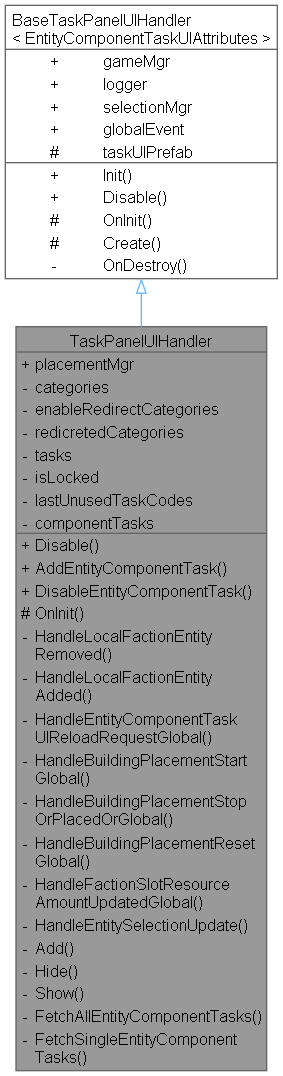 BaseTaskPanelUIHandler
< EntityComponentTaskUIAttributes >
+ gameMgr
+ logger
+ selectionMgr
+ globalEvent
# taskUIPrefab
+ Init()
+ Disable()
# OnInit()
# Create()
- OnDestroy()
TaskPanelUIHandler
+ placementMgr
- categories
- enableRedirectCategories
- redicretedCategories
- tasks
- isLocked
- lastUnusedTaskCodes
- componentTasks
+ Disable()
+ AddEntityComponentTask()
+ DisableEntityComponentTask()
# OnInit()
- HandleLocalFactionEntity
Removed()
- HandleLocalFactionEntity
Added()
- HandleEntityComponentTask
UIReloadRequestGlobal()
- HandleBuildingPlacementStart
Global()
- HandleBuildingPlacementStop
OrPlacedOrGlobal()
- HandleBuildingPlacementReset
Global()
- HandleFactionSlotResource
AmountUpdatedGlobal()
- HandleEntitySelectionUpdate()
- Add()
- Hide()
- Show()
- FetchAllEntityComponentTasks()
- FetchSingleEntityComponent
Tasks()